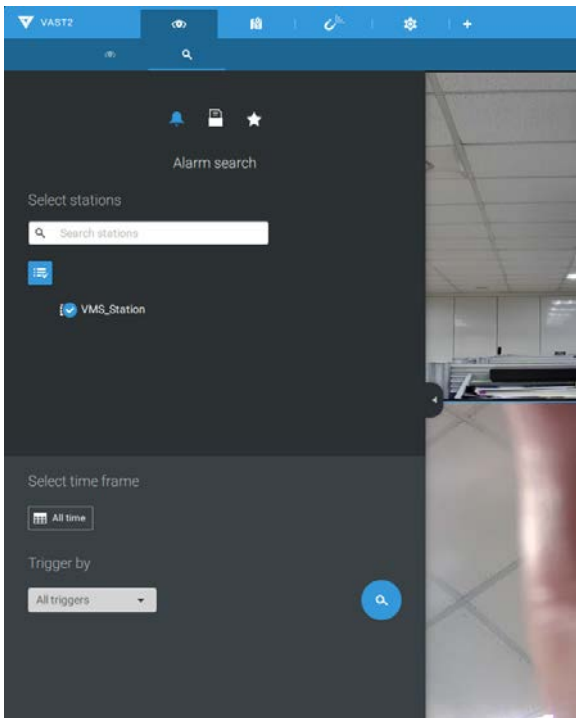 VAST2
Alarm search
Select stations
Search stations
VMS_Station
Select time frame
All time
Trigger by
All triggers